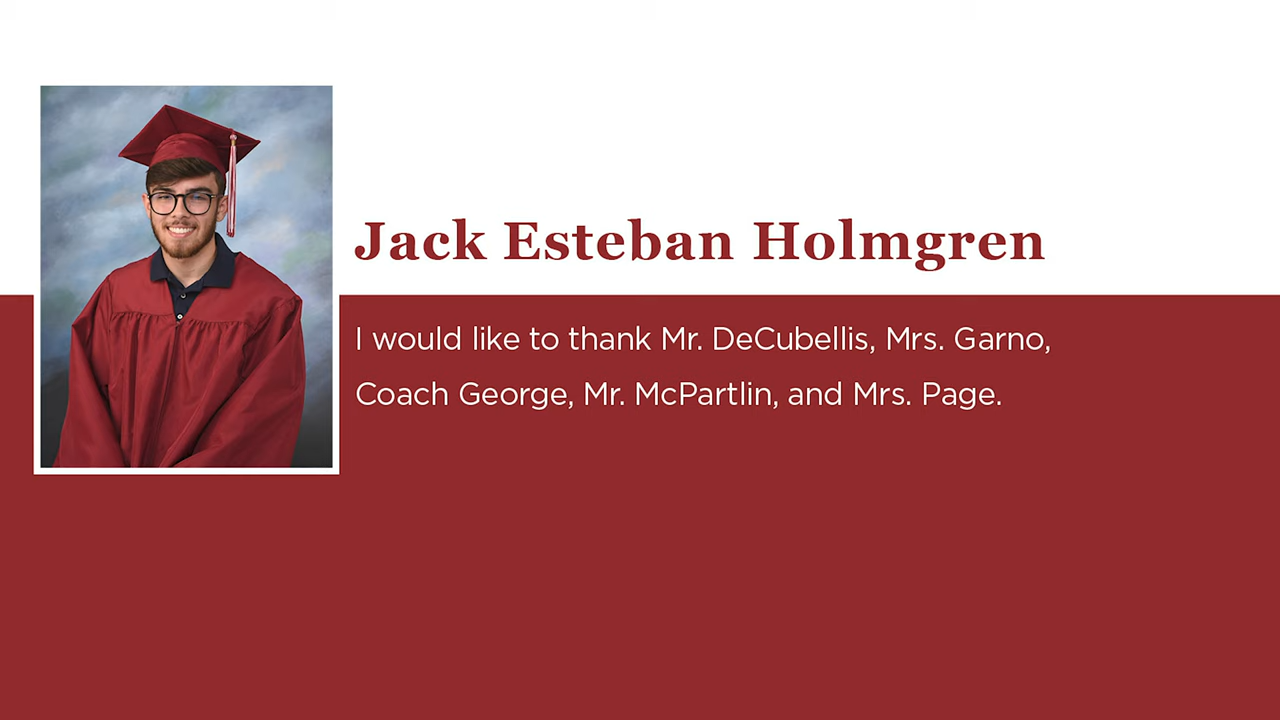 Jack Esteban Holmgren
I would like to thank Mr. DeCubellis, Mrs. Garno,
Coach George, Mr. McPartlin, and Mrs. Page.